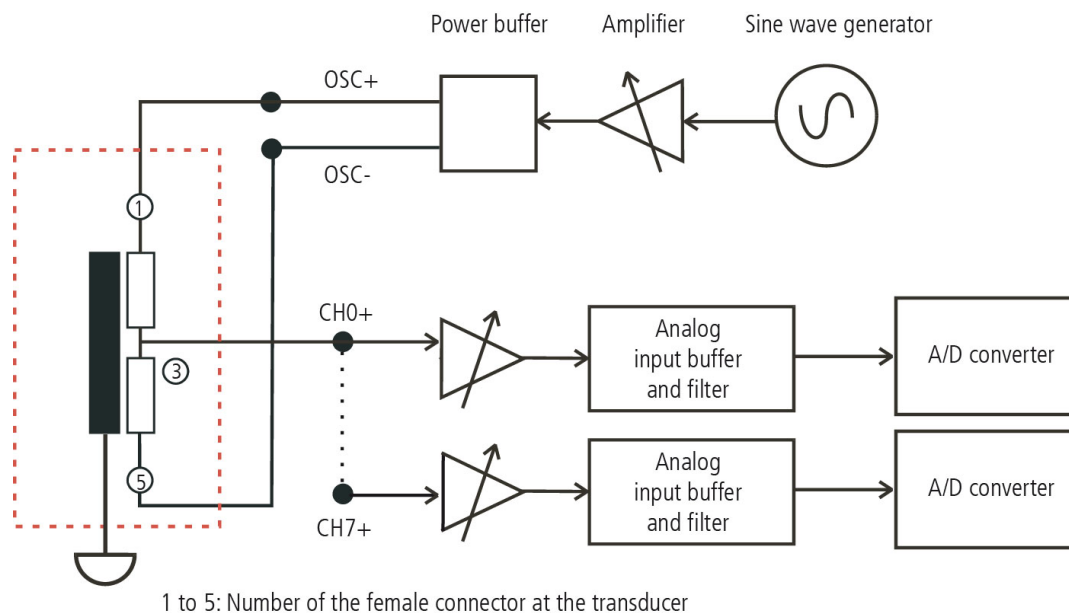 Power buffer
Amplifier
Sine wave generator
OSC+
OSC-
1
CH0+
Analog
input buffer
and filter
A/D converter
3
5
CH7+
Analog
input buffer
and filter
A/D converter
1 to 5: Number of the female connector at the transducer